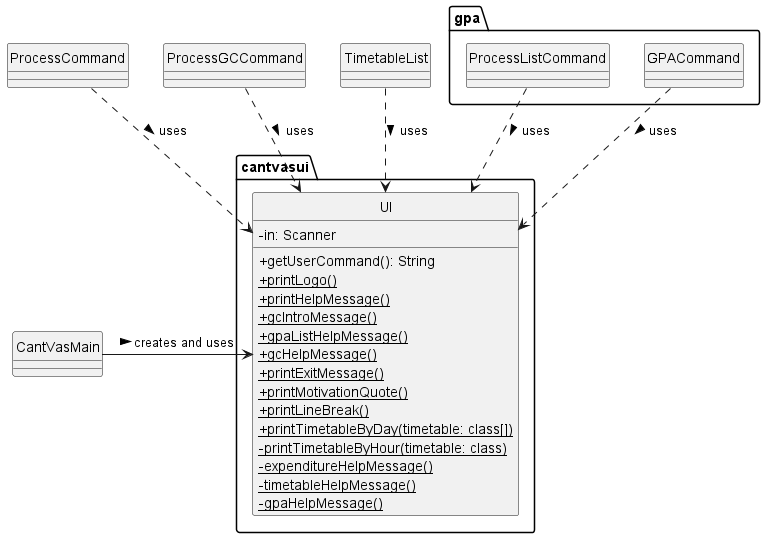 gpa
ProcessCommand
ProcessGCCommand
TimetableList
ProcessListCommand
GPACommand
uses
uses
uses
uses
uses
cantvasui
UI
-in: Scanner
+getUserCommand(): String
+printLogo()
+printHelpMessage()
+gcIntroMessage()
+gpaListHelpMessage()
+gcHelpMessage()
+printExitMessage()
+printMotivationQuote()
+printLineBreak()
+printTimetableByDay(timetable: class[])
-printTimetableByHour(timetable: class)
-expenditureHelpMessage()
-timetableHelpMessage()
-gpaHelpMessage()
CantVasMain
creates and uses